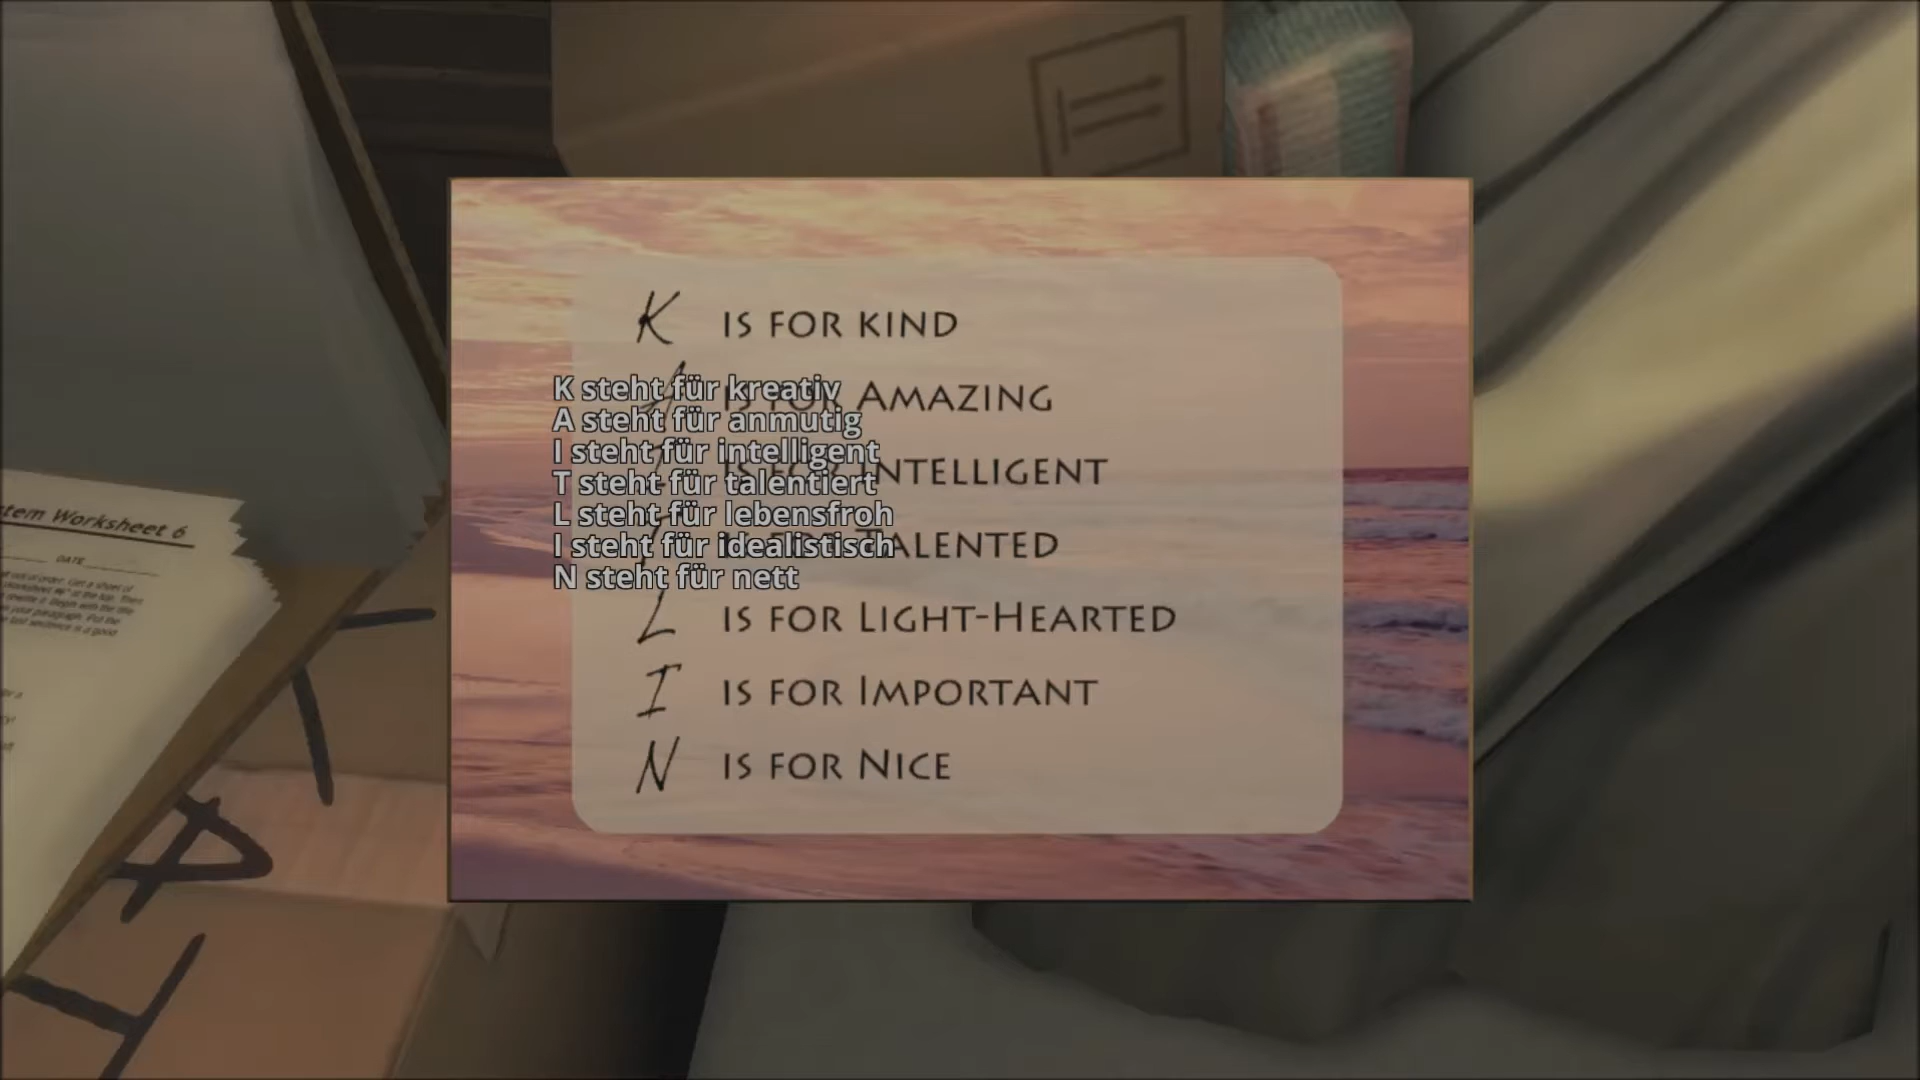 K IS FOR KIND
A IS FOR AMAZING
I IS FOR INTELLIGENT
T IS FOR TALENTED
L IS FOR LIGHT-HEARTED
I IS FOR IMPORTANT
N IS FOR NICE
K steht für kreativ
A steht für anmutig
I steht für intelligent
T steht für talentiert
L steht für lebensfroh
I steht für idealistisch
N steht für nett
Worksheet 6
DATE